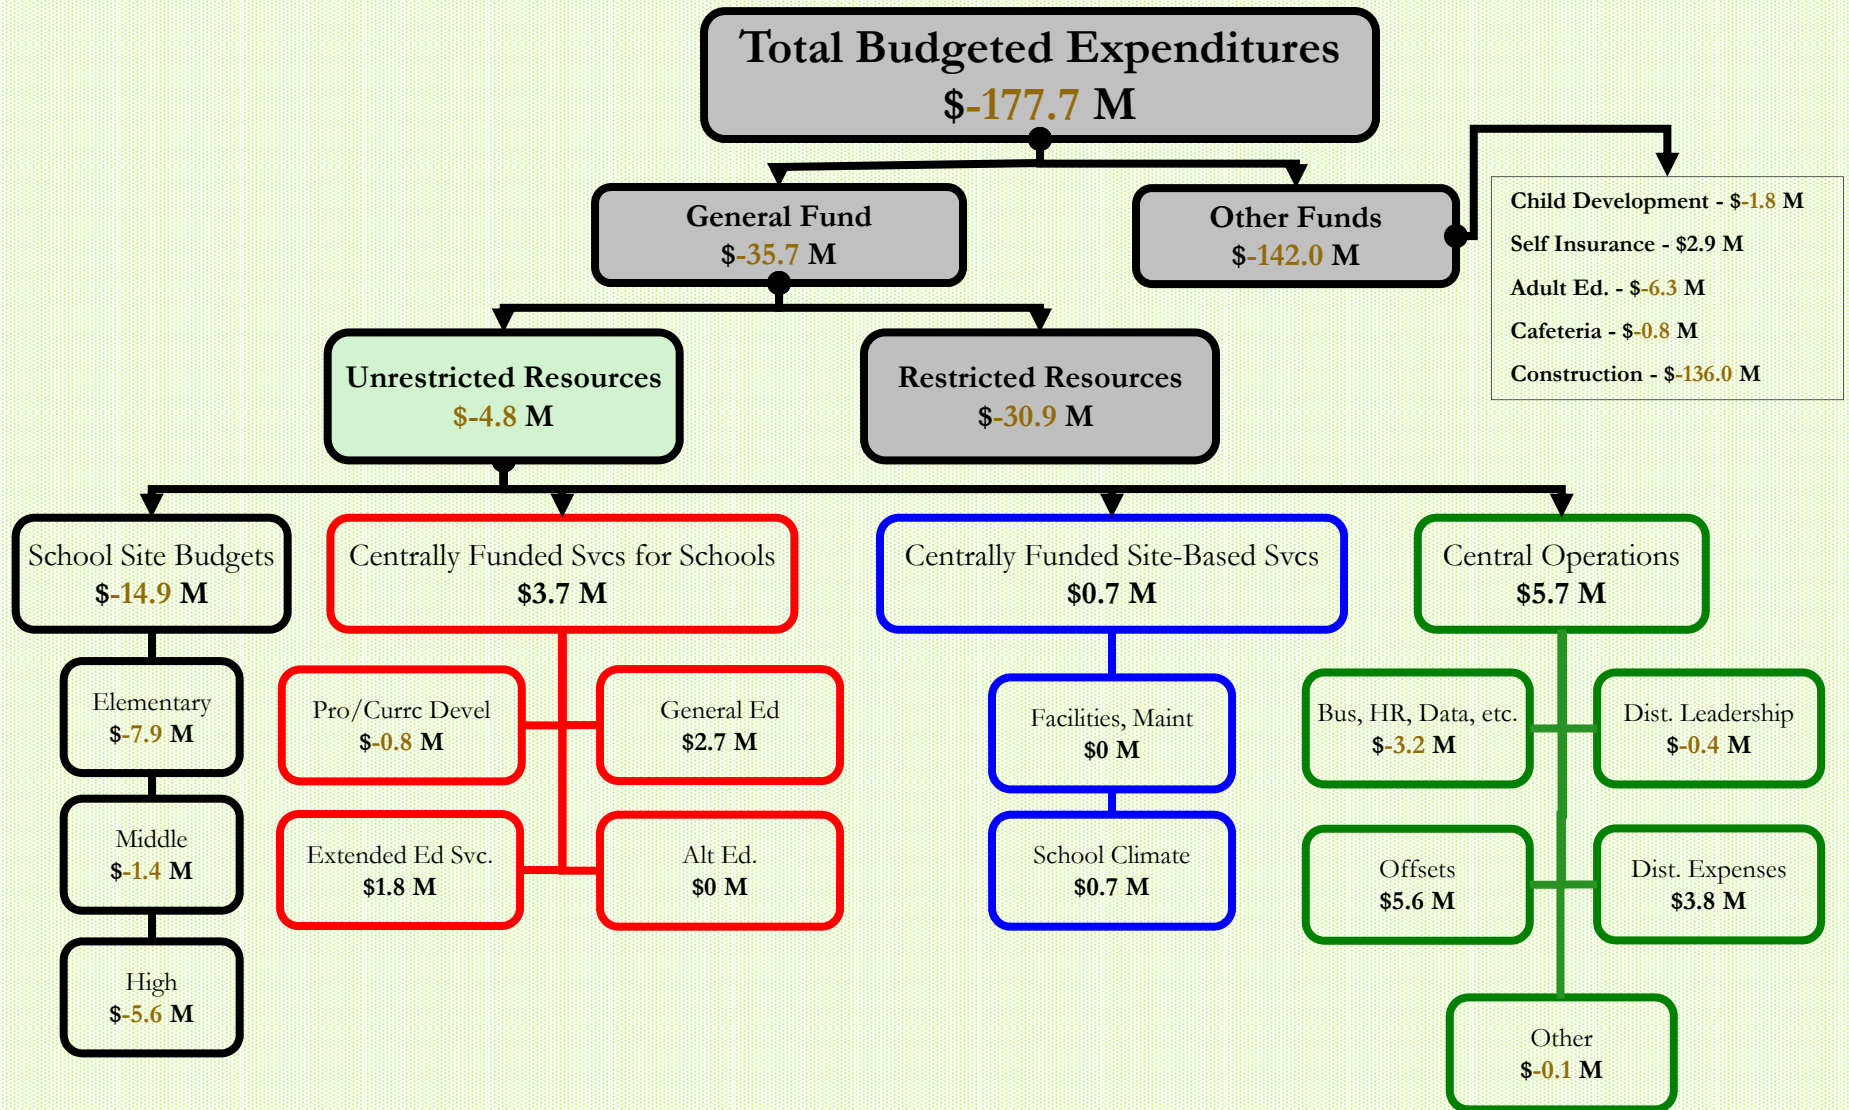 Total Budgeted Expenditures
$-177.7 M
General Fund
$-35.7 M
Other Funds
$-142.0 M
Child Development - $-1.8 M
Self Insurance - $2.9 M
Adult Ed. - $-6.3 M
Cafeteria - $-0.8 M
Construction - $-136.0 M
Unrestricted Resources
$-4.8 M
Restricted Resources
$-30.9 M
School Site Budgets
$-14.9 M
Centrally Funded Svcs for Schools
$3.7 M
Centrally Funded Site-Based Svcs
$0.7 M
Central Operations
$5.7 M
Elementary
$-7.9 M
Middle
$-1.4 M
High
$-5.6 M
Pro/Currc Devel
$-0.8 M
General Ed
$2.7 M
Extended Ed Svc.
$1.8 M
Alt Ed.
$0 M
Facilities, Maint
$0 M
School Climate
$0.7 M
Bus, HR, Data, etc.
$-3.2 M
Dist. Leadership
$-0.4 M
Offsets
$5.6 M
Dist. Expenses
$3.8 M
Other
$-0.1 M